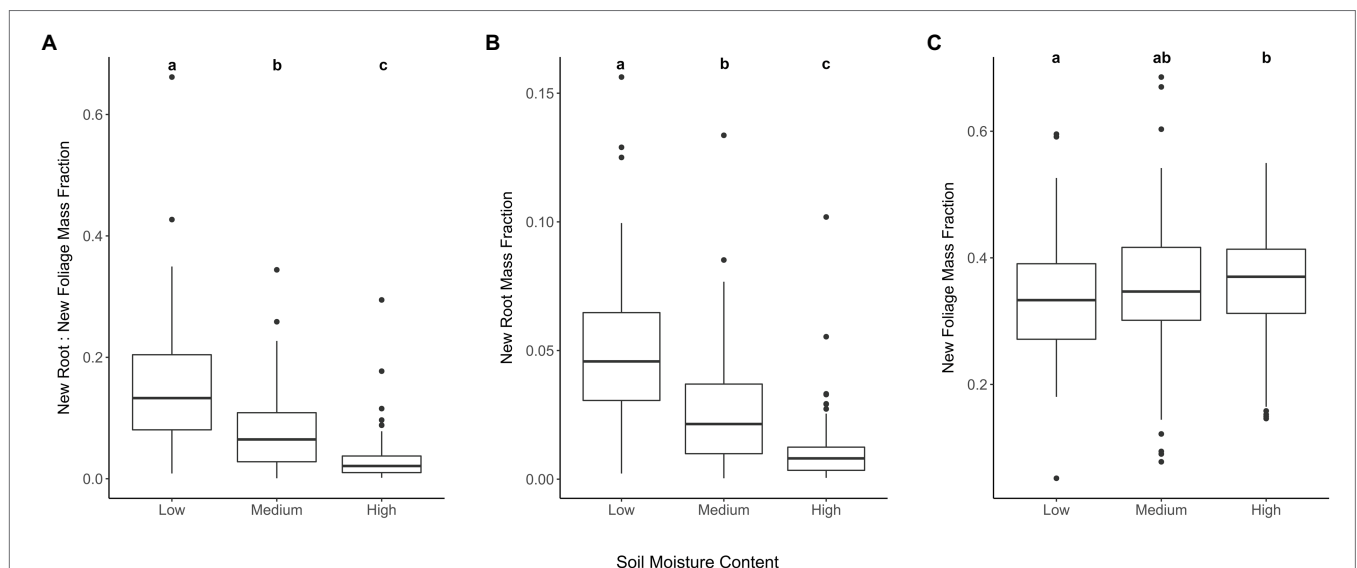 A
B
C
a b c
a b c
a ab b
New Root : New Foliage Mass Fraction
0.6
0.4
0.2
0.0
Low Medium High
New Root Mass Fraction
0.15
0.10
0.05
0.00
Low Medium High
New Foliage Mass Fraction
0.6
0.4
0.2
Low Medium High
Soil Moisture Content